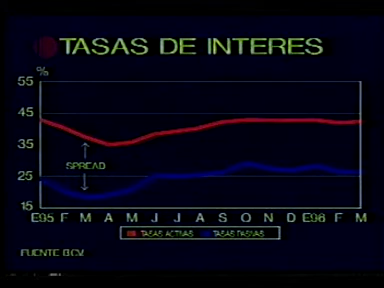 TASAS DE INTERES
%
55
45
35
25
15
SPREAD
E95 F M A M J J A S O N D E96 F M
TASAS ACTIVAS TASAS PASIVAS
FUENTE: BCV